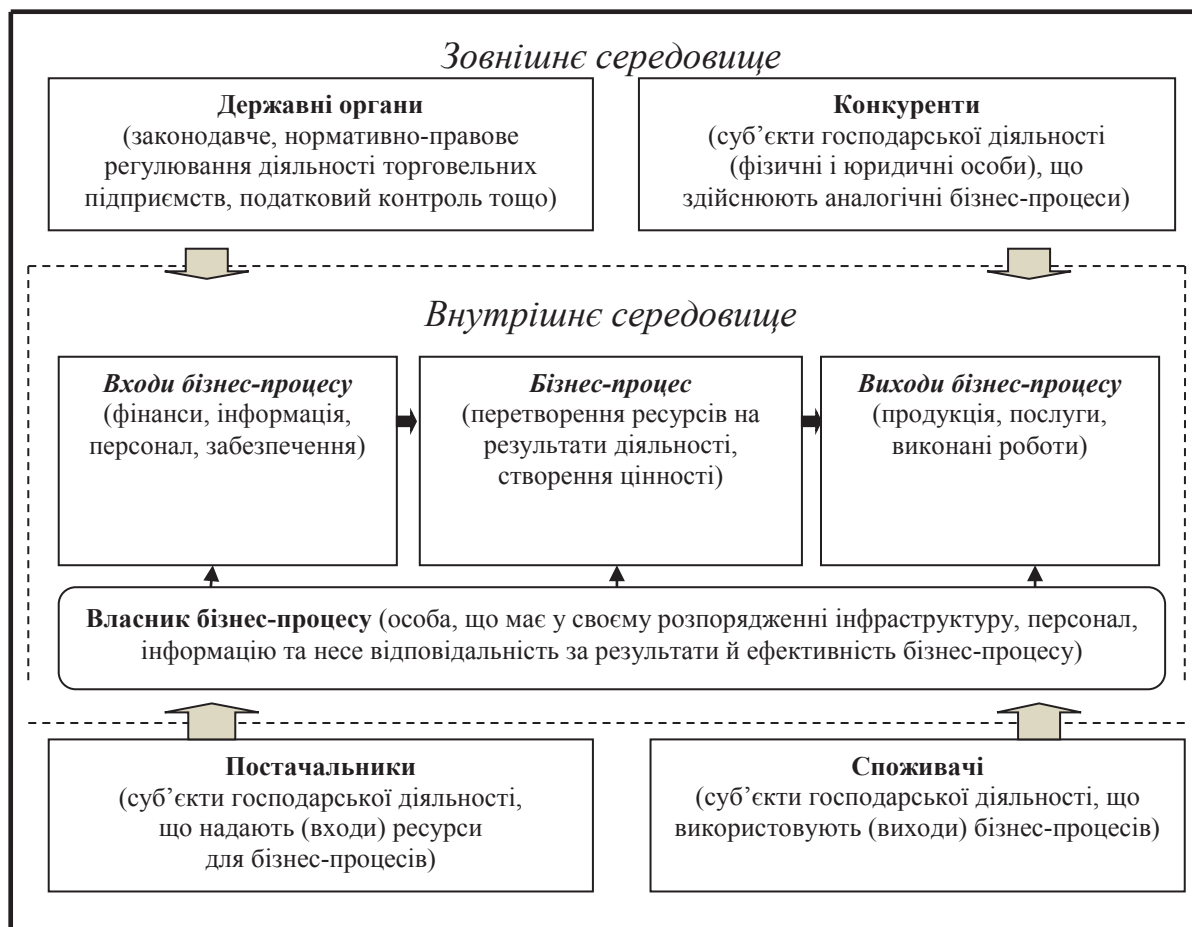 Зовнішнє середовище
Державні органи
(законодавче, нормативно-правове
регулювання діяльності торговельних
підприємств, податковий контроль тощо)
Конкуренти
(суб’єкти господарської діяльності
(фізичні і юридичні особи), що
здійснюють аналогічні бізнес-процеси)
Внутрішнє середовище
Входи бізнес-процесу
(фінанси, інформація,
персонал, забезпечення)
Бізнес-процес
(перетворення ресурсів на
результати діяльності,
створення цінності)
Виходи бізнес-процесу
(продукція, послуги,
виконані роботи)
Власник бізнес-процесу (особа, що має у своєму розпорядженні інфраструктуру, персонал,
інформацію та несе відповідальність за результати й ефективність бізнес-процесу)
Постачальники
(суб’єкти господарської діяльності,
що надають (входи) ресурси
для бізнес-процесів)
Споживачі
(суб’єкти господарської діяльності, що
використовують (виходи) бізнес-процесів)